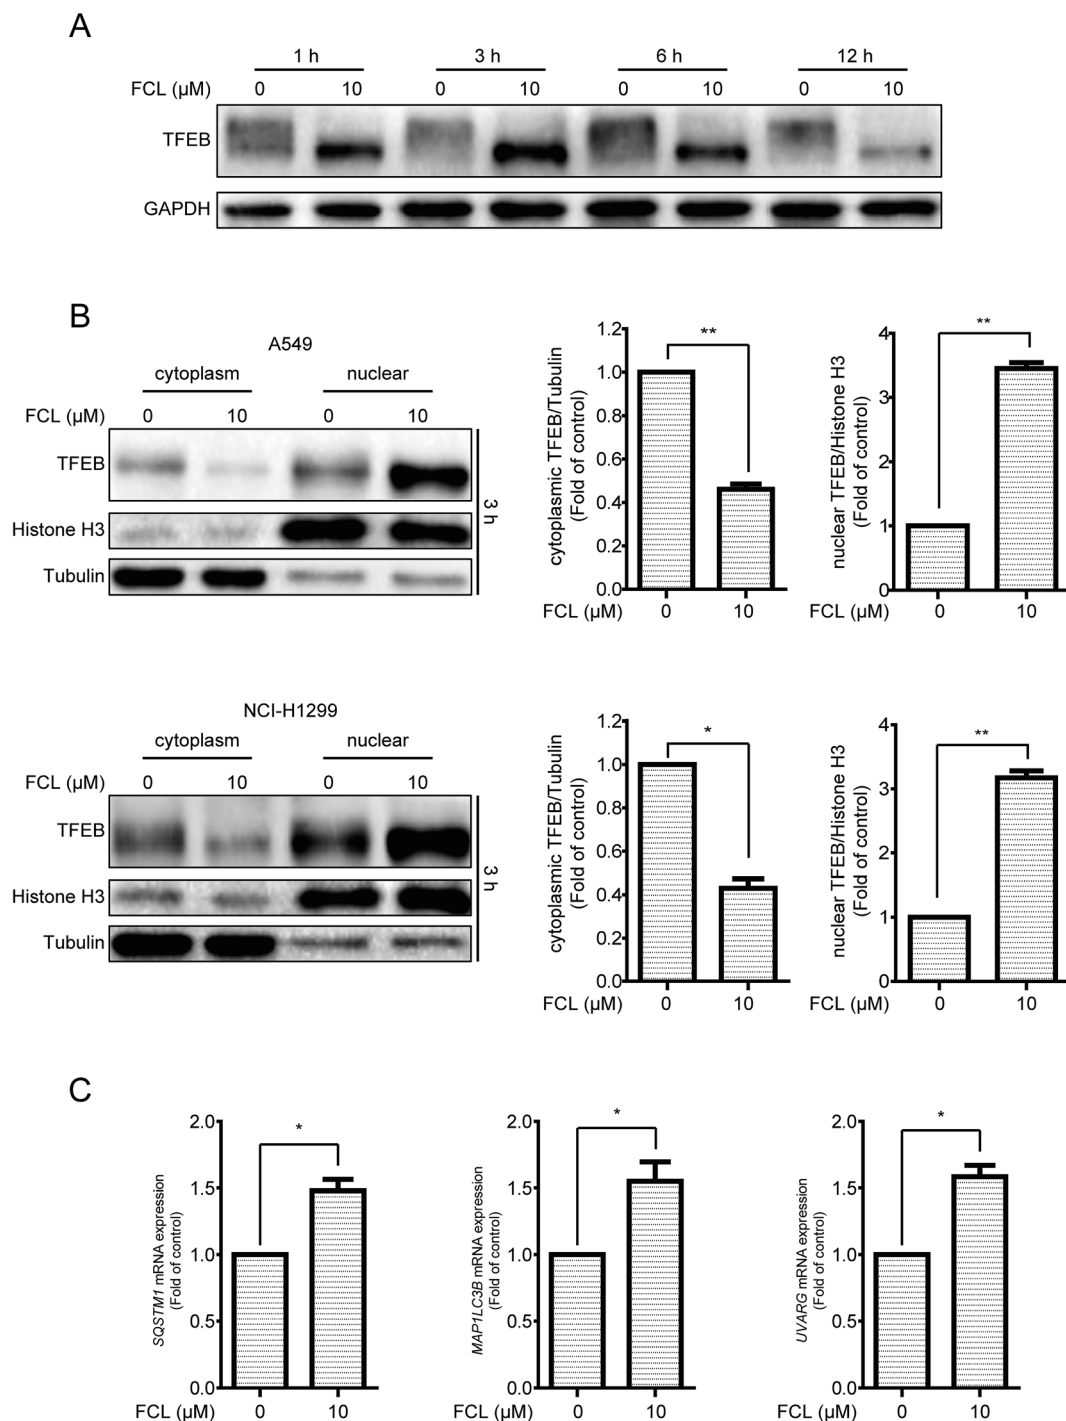 A
1 h 3 h 6 h 12 h
FCL (µM) 0 10 0 10 0 10 0 10
TFEB
GAPDH
B
A549
cytoplasm nuclear
FCL (µM) 0 10 0 10
TFEB
Histone H3
Tubulin
3 h
cytoplasmic TFEB/Tubulin
(Fold of control)
1.2
1.0
0.8
0.6
0.4
0.2
0.0
**
FCL (µM) 0 10
nuclear TFEB/Histone H3
(Fold of control)
4
3
2
1
0
**
FCL (µM) 0 10
NCI-H1299
cytoplasm nuclear
FCL (µM) 0 10 0 10
TFEB
Histone H3
Tubulin
3 h
cytoplasmic TFEB/Tubulin
(Fold of control)
1.2
1.0
0.8
0.6
0.4
0.2
0.0
*
FCL (µM) 0 10
nuclear TFEB/Histone H3
(Fold of control)
4
3
2
1
0
**
FCL (µM) 0 10
C
SQSTM1 mRNA expression
(Fold of control)
2.0
1.5
1.0
0.5
0.0
*
FCL (µM) 0 10
MAP1LC3B mRNA expression
(Fold of control)
2.0
1.5
1.0
0.5
0.0
*
FCL (µM) 0 10
UVARG mRNA expression
(Fold of control)
2.0
1.5
1.0
0.5
0.0
*
FCL (µM) 0 10